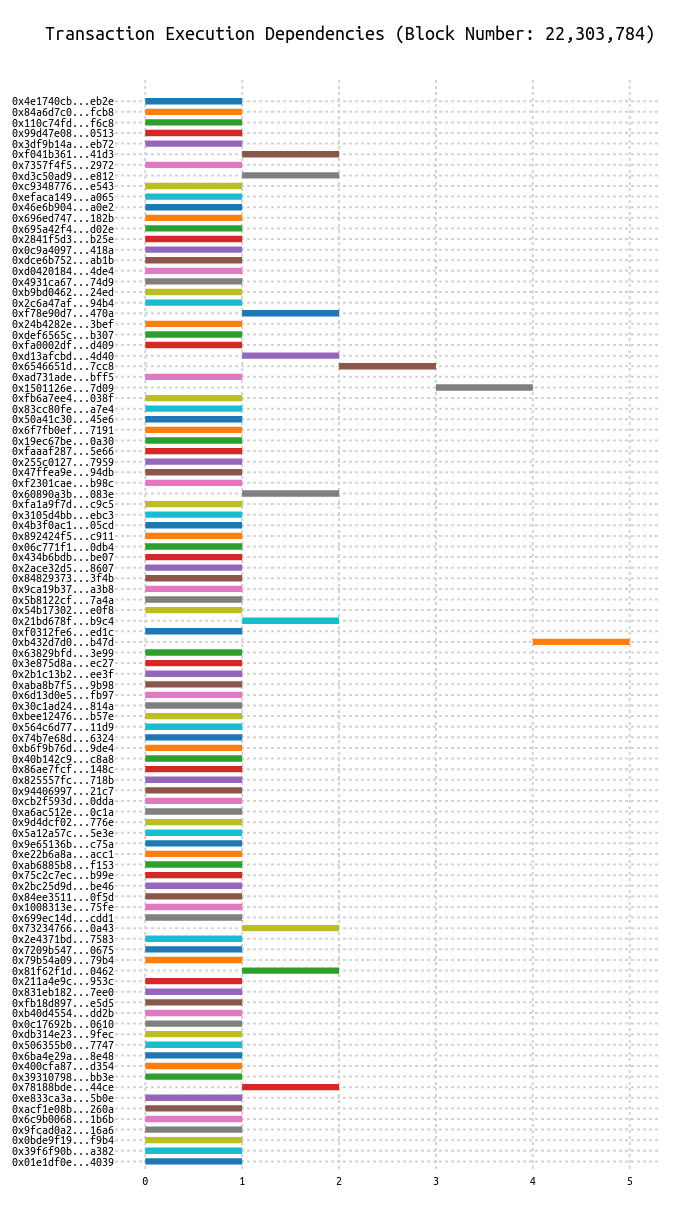 Transaction Execution Dependencies (Block Number: 22,303,784)
0x4e1740cb...eb2e
0x84a6d7c0...fcb8
0x110c74fd...f6c8
0x99d47e08...0513
0x3df9b14a...eb72
0xf041b361...41d3
0x7357f4f5...2972
0xd3c50ad9...e812
0xc9348776...e543
0xefaca149...a065
0x46e6b904...a0e2
0x696ed747...182b
0x695a42f4...d02e
0x2841f5d3...b25e
0x0c9a4097...418a
0xdce6b752...ab1b
0xd0420184...4de4
0x4931ca67...74d9
0xb9bd0462...24ed
0x2c6a47af...94b4
0xf78e90d7...470a
0x24b4282e...3bef
0xdef6565c...b307
0xfa0002df...d409
0xd13afcbd...4d40
0x6546651d...7cc8
0xad731ade...bff5
0x1501126e...7d09
0xfb6a7ee4...038f
0x83cc80fe...a7e4
0x50a41c30...45e6
0x6f7fb0ef...7191
0x19ec67be...0a30
0xfaaaf287...5e66
0x255c0127...7959
0x47ffea9e...94db
0xf2301cae...b98c
0x60890a3b...083e
0xfa1a9f7d...c9c5
0x3105d4bb...ebc3
0x4b3f0ac1...05cd
0x892424f5...c911
0x06c771f1...0db4
0x434b6bdb...be07
0x2ace32d5...8607
0x84829373...3f4b
0x9ca19b37...a3b8
0x5b8122cf...7a4a
0x54b17302...e0f8
0x21bd678f...b9c4
0xf0312fe6...ed1c
0xb432d7d0...b47d
0x63829bfd...3e99
0x3e875d8a...ec27
0x2b1c13b2...ee3f
0xaba8b7f5...9b98
0x6d13d0e5...fb97
0x30c1ad24...814a
0xbee12476...b57e
0x564c6d77...11d9
0x74b7e68d...6324
0xb6f9b76d...9de4
0x40b142c9...c8a8
0x86ae7fcf...148c
0x825557fc...718b
0x94406997...21c7
0xcb2f593d...0dda
0xa6ac512e...0c1a
0x9d4dcf02...776e
0x5a12a57c...5e3e
0x9e65136b...c75a
0xe22b6a8a...acc1
0xab6885b8...f153
0x75c2c7ec...b99e
0x2bc25d9d...be46
0x84ee3511...0f5d
0x1008313e...75fe
0x699ec14d...cdd1
0x73234766...0a43
0x2e4371bd...7583
0x7209b547...0675
0x79b54a09...79b4
0x81f62f1d...0462
0x211a4e9c...953c
0x831eb182...7ee0
0xfb18d897...e5d5
0xb40d4554...dd2b
0x0c17692b...0610
0xdb314e23...9fec
0x506355b0...7747
0x6ba4e29a...8e48
0x400cfa87...d354
0x39310798...bb3e
0x78188bde...44ce
0xe833ca3a...5b0e
0xacf1e08b...260a
0x6c9b0068...1b6b
0x9fcad0a2...16a6
0x0bde9f19...f9b4
0x39f6f90b...a382
0x01e1df0e...4039
0 1 2 3 4 5